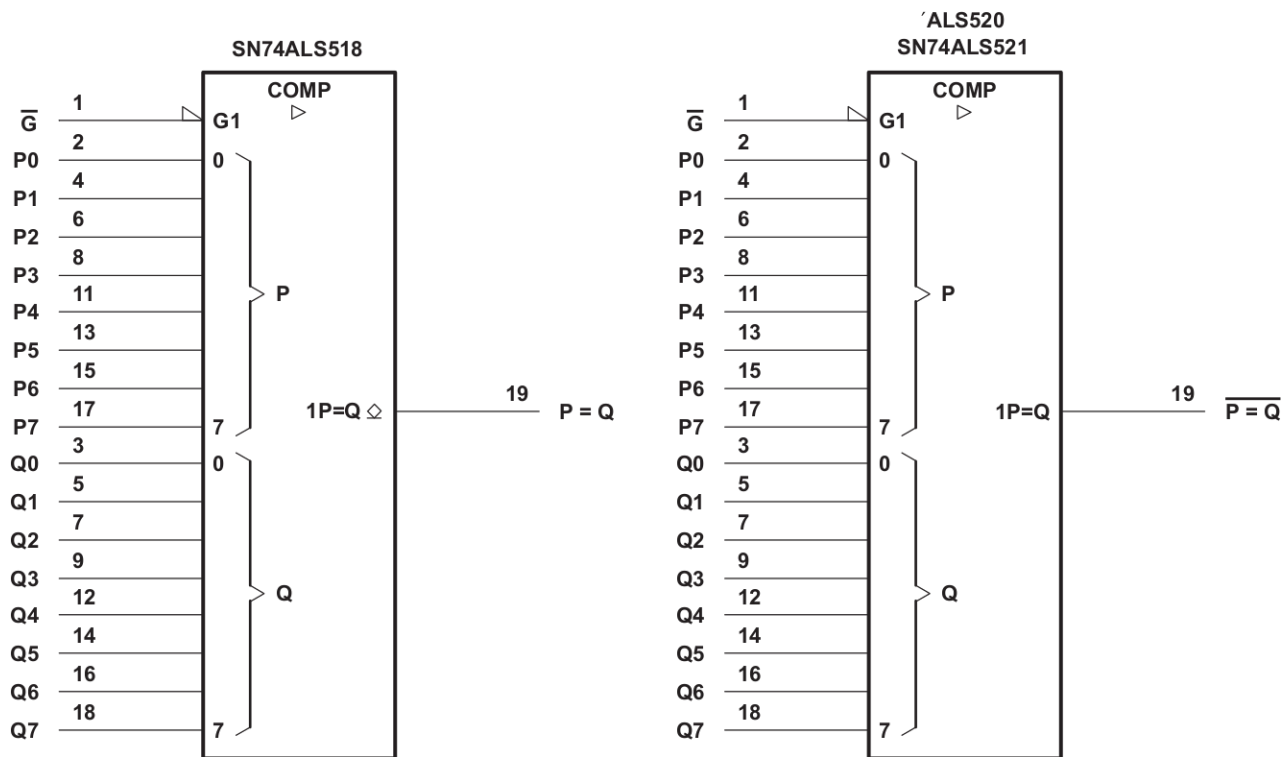 SN74ALS518
COMP
▷
G̅ 1 G1
P0 2 0
P1 4
P2 6
P3 8
P4 11
P5 13
P6 15
P7 17 7
P
Q0 3 0
Q1 5
Q2 7
Q3 9
Q4 12
Q5 14
Q6 16
Q7 18 7
Q
1P=Q ◇ 19 P = Q
′ALS520
SN74ALS521
COMP
▷
G̅ 1 G1
P0 2 0
P1 4
P2 6
P3 8
P4 11
P5 13
P6 15
P7 17 7
P
Q0 3 0
Q1 5
Q2 7
Q3 9
Q4 12
Q5 14
Q6 16
Q7 18 7
Q
1P=Q 19 P̅ ̅=̅ ̅Q̅